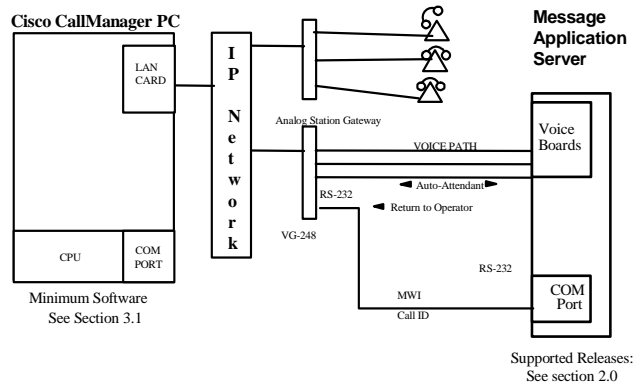 Cisco CallManager PC
LAN
CARD
CPU
COM
PORT
Minimum Software
See Section 3.1
I
P
N
e
t
w
o
r
k
Analog Station Gateway
VOICE PATH
Auto-Attendant
RS-232
Return to Operator
VG-248
RS-232
MWI
Call ID
Message
Application
Server
Voice
Boards
COM
Port
Supported Releases:
See section 2.0